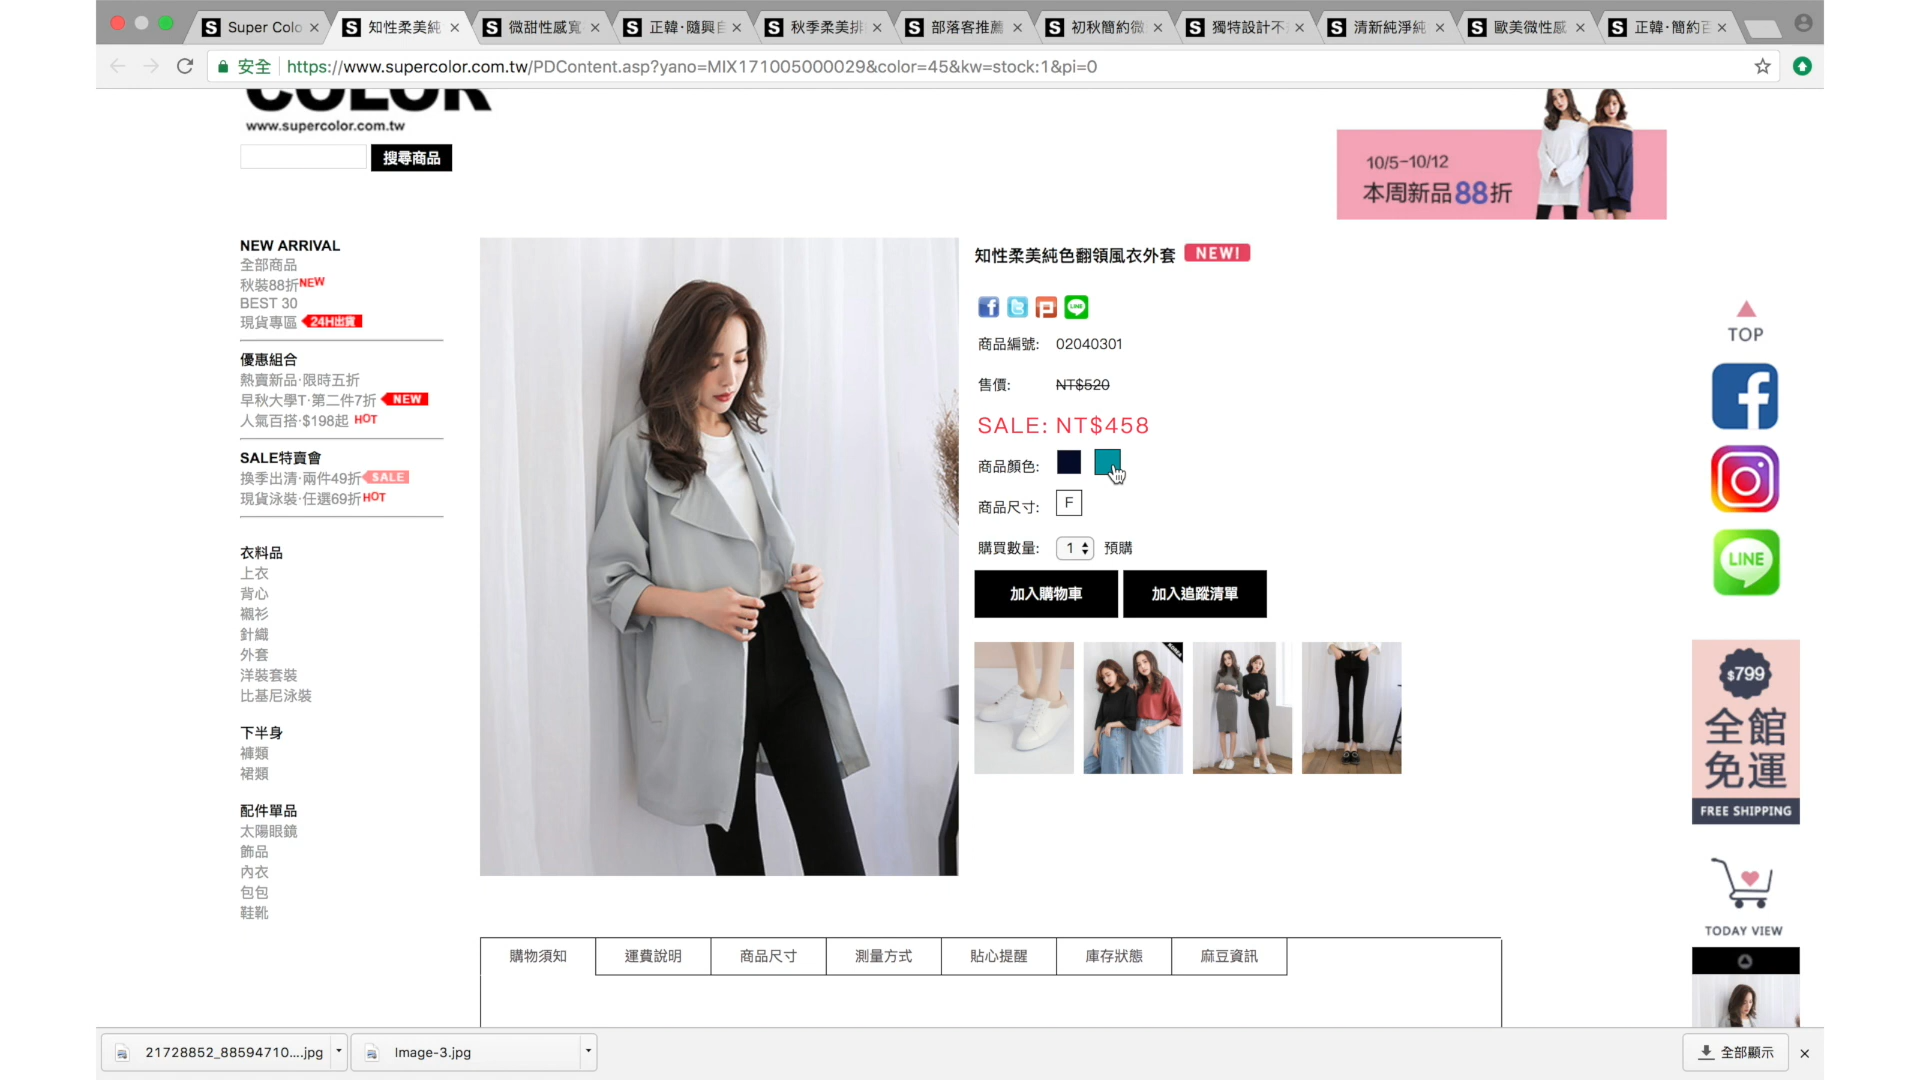 Super Colo
知性柔美純
微甜性感寬
正韓·隨興自
秋季柔美排
部落客推薦
初秋簡約微
獨特設計不
清新純淨純
歐美微性感
正韓·簡約百
安全 https://www.supercolor.com.tw/PDContent.asp?yano=MIX171005000029&color=45&kw=stock:1&pi=0
COLOR
www.supercolor.com.tw
搜尋商品
10/5-10/12
本周新品88折
NEW ARRIVAL
全部商品
秋裝88折 NEW
BEST 30
現貨專區 24H出貨
優惠組合
熱賣新品·限時五折
早秋大學T·第二件7折 NEW
人氣百搭·$198起 HOT
SALE特賣會
換季出清·兩件49折 SALE
現貨泳裝·任選69折 HOT
衣料品
上衣
背心
襯衫
針織
外套
洋裝套裝
比基尼泳裝
下半身
褲類
裙類
配件單品
太陽眼鏡
飾品
內衣
包包
鞋靴
知性柔美純色翻領風衣外套 NEW!
LINE
商品編號: 02040301
售價: NT$520
SALE: NT$458
商品顏色:
商品尺寸: F
購買數量: 1 預購
加入購物車 加入追蹤清單
KOREA
TOP
LINE
$799
全館
免運
FREE SHIPPING
TODAY VIEW
購物須知 運費說明 商品尺寸 測量方式 貼心提醒 庫存狀態 麻豆資訊
21728852_88594710....jpg
Image-3.jpg
全部顯示